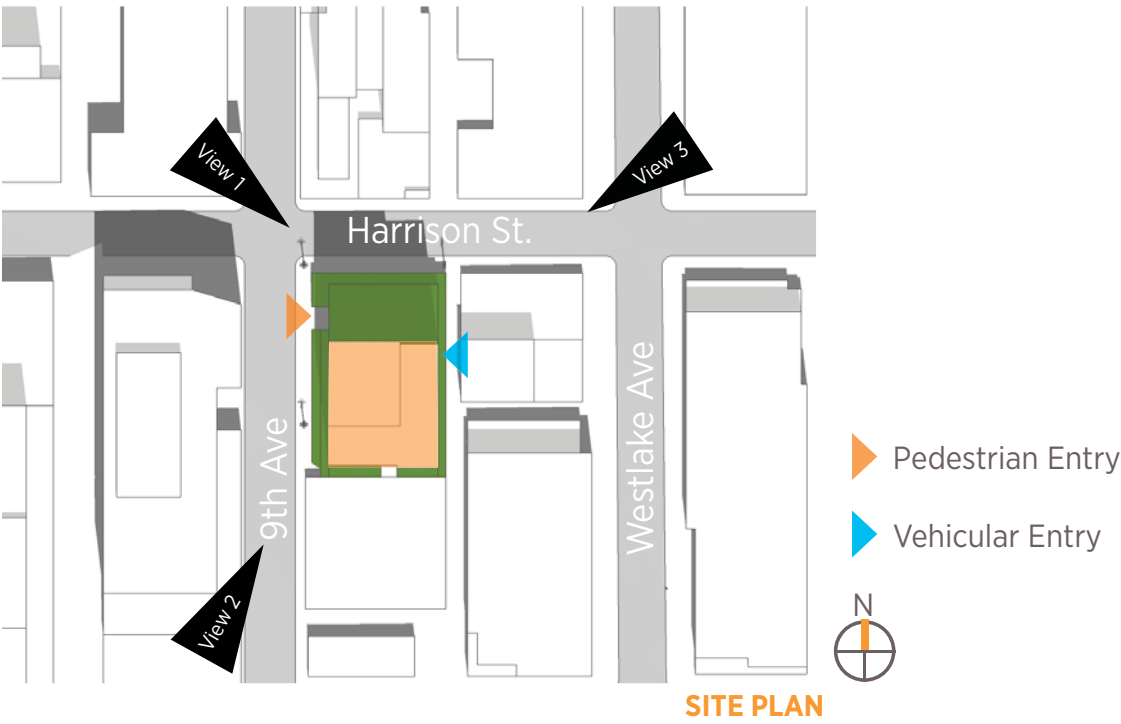 View 1
View 3
Harrison St.
Westlake Ave
9th Ave
Pedestrian Entry
Vehicular Entry
View 2
N
SITE PLAN